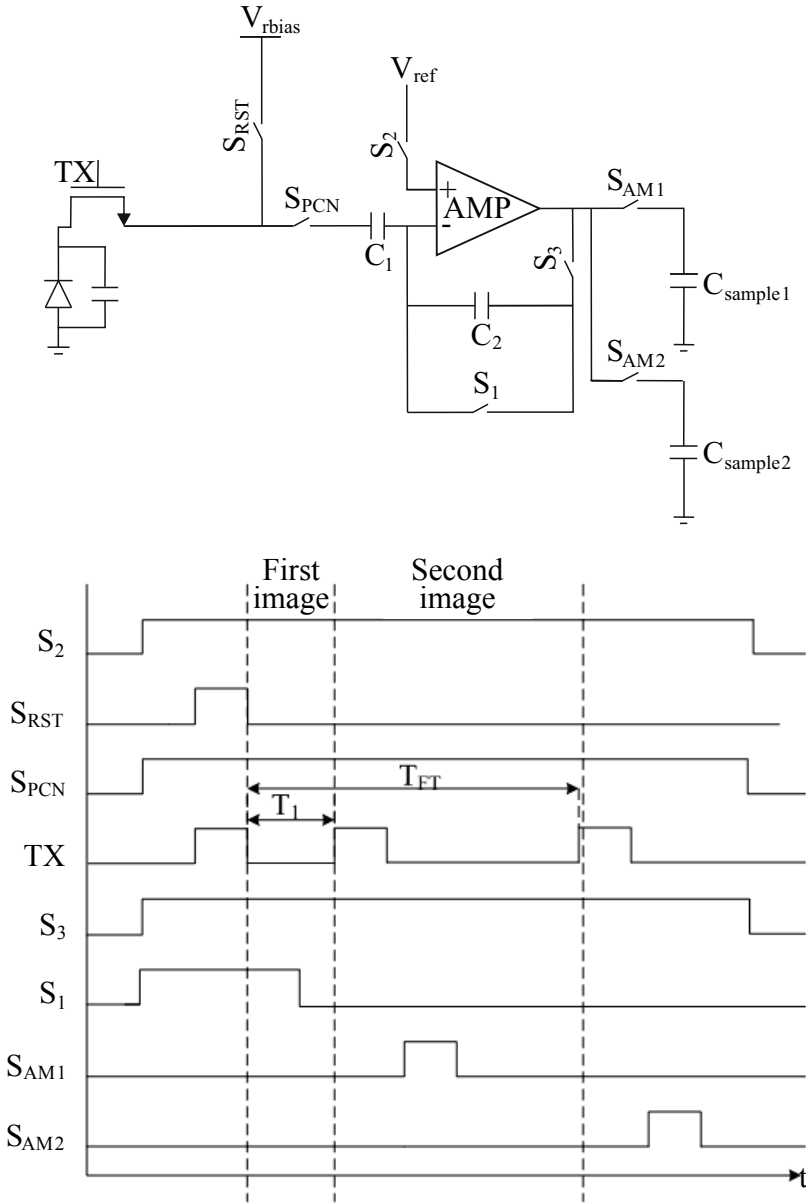 V_rbias
V_ref
S_RST
S_2
TX
S_PCN
AMP
+
-
S_AM1
C_1
S_3
C_sample1
C_2
S_AM2
S_1
C_sample2
First image
Second image
S_2
S_RST
S_PCN
T_FT
T_1
TX
S_3
S_1
S_AM1
S_AM2
t